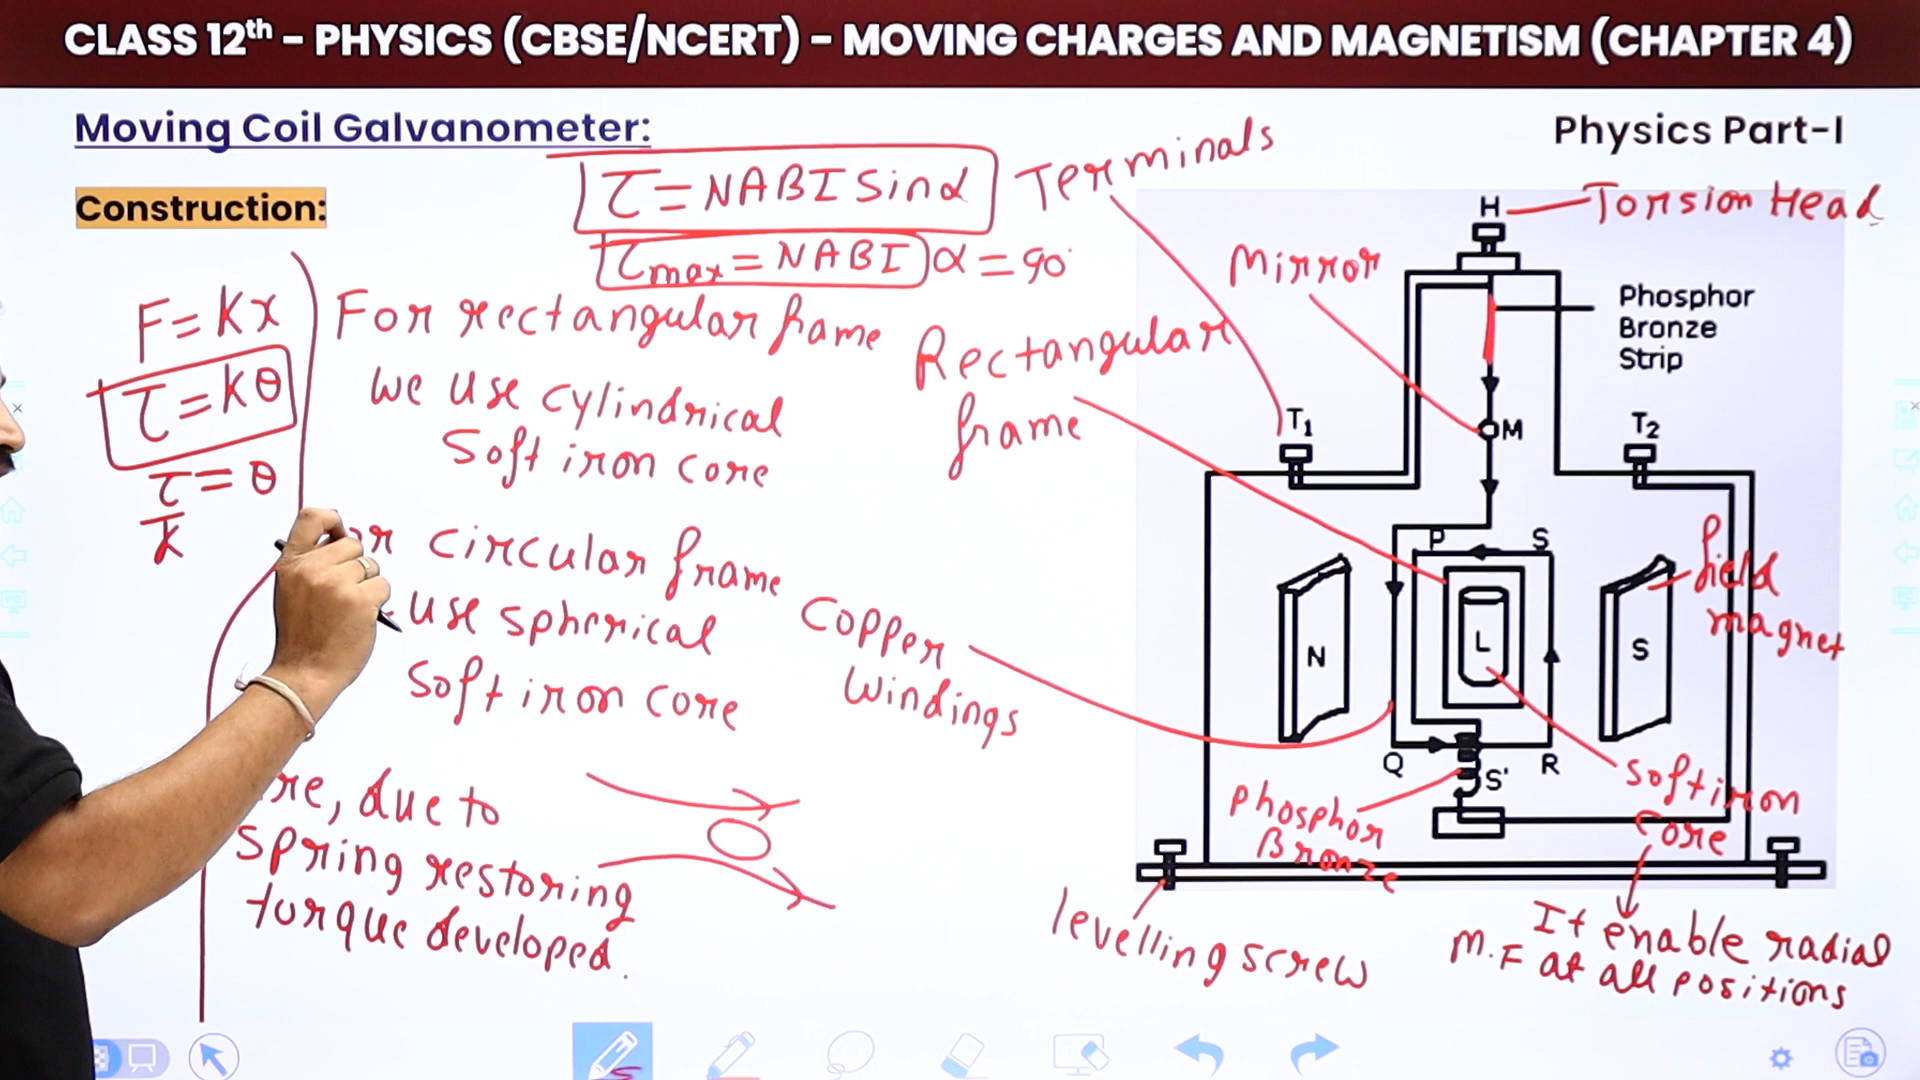 CLASS 12th – PHYSICS (CBSE/NCERT) – MOVING CHARGES AND MAGNETISM (CHAPTER 4)
Moving Coil Galvanometer:
Physics Part-I
Construction:
τ = NABI Sinα
τmax = NABI α = 90°
F = Kx
τ = kθ
τ/k = θ
For rectangular frame
we use cylindrical
Soft iron core
circular frame
use spherical
Soft iron core
due to
spring restoring
torque developed.
Terminals
H
Torsion Head
Mirror
Phosphor
Bronze
Strip
Rectangular
frame
T1
M
T2
P
S
field
magnet
N
L
S
Copper
windings
Q
S'
R
Phosphor
Bronze
Soft iron
Core
levelling screw
It enable radial
M.F at all positions